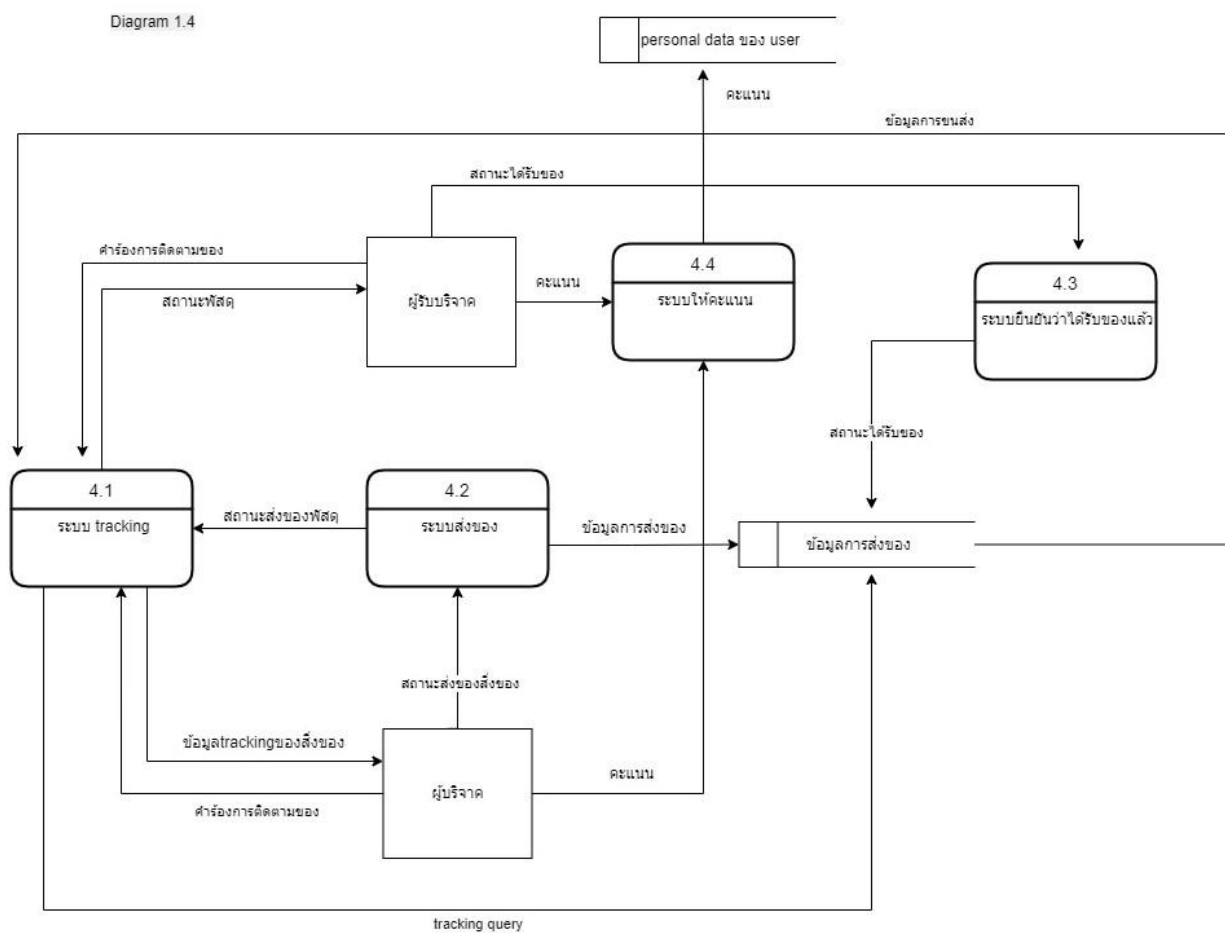 Diagram 1.4
personal data ของ user
คะแนน
ข้อมูลการขนส่ง
สถานะได้รับของ
คำร้องการติดตามของ
สถานะพัสดุ
ผู้รับบริจาค
คะแนน
4.4
ระบบให้คะแนน
4.3
ระบบยืนยันว่าได้รับของแล้ว
สถานะได้รับของ
4.1
ระบบ tracking
สถานะส่งของพัสดุ
4.2
ระบบส่งของ
ข้อมูลการส่งของ
ข้อมูลการส่งของ
สถานะส่งของสิ่งของ
ข้อมูลtrackingของสิ่งของ
คำร้องการติดตามของ
ผู้บริจาค
คะแนน
tracking query